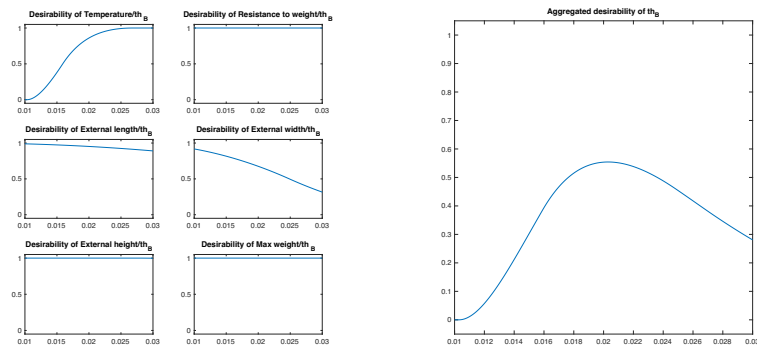 Desirability of Temperature/th_B
1
0.5
0
0.01 0.015 0.02 0.025 0.03
Desirability of Resistance to weight/th_B
1
0.5
0
0.01 0.015 0.02 0.025 0.03
Desirability of External length/th_B
1
0.5
0
0.01 0.015 0.02 0.025 0.03
Desirability of External width/th_B
1
0.5
0
0.01 0.015 0.02 0.025 0.03
Desirability of External height/th_B
1
0.5
0
0.01 0.015 0.02 0.025 0.03
Desirability of Max weight/th_B
1
0.5
0
0.01 0.015 0.02 0.025 0.03
Aggregated desirability of th_B
1
0.9
0.8
0.7
0.6
0.5
0.4
0.3
0.2
0.1
0
0.01 0.012 0.014 0.016 0.018 0.02 0.022 0.024 0.026 0.028 0.03